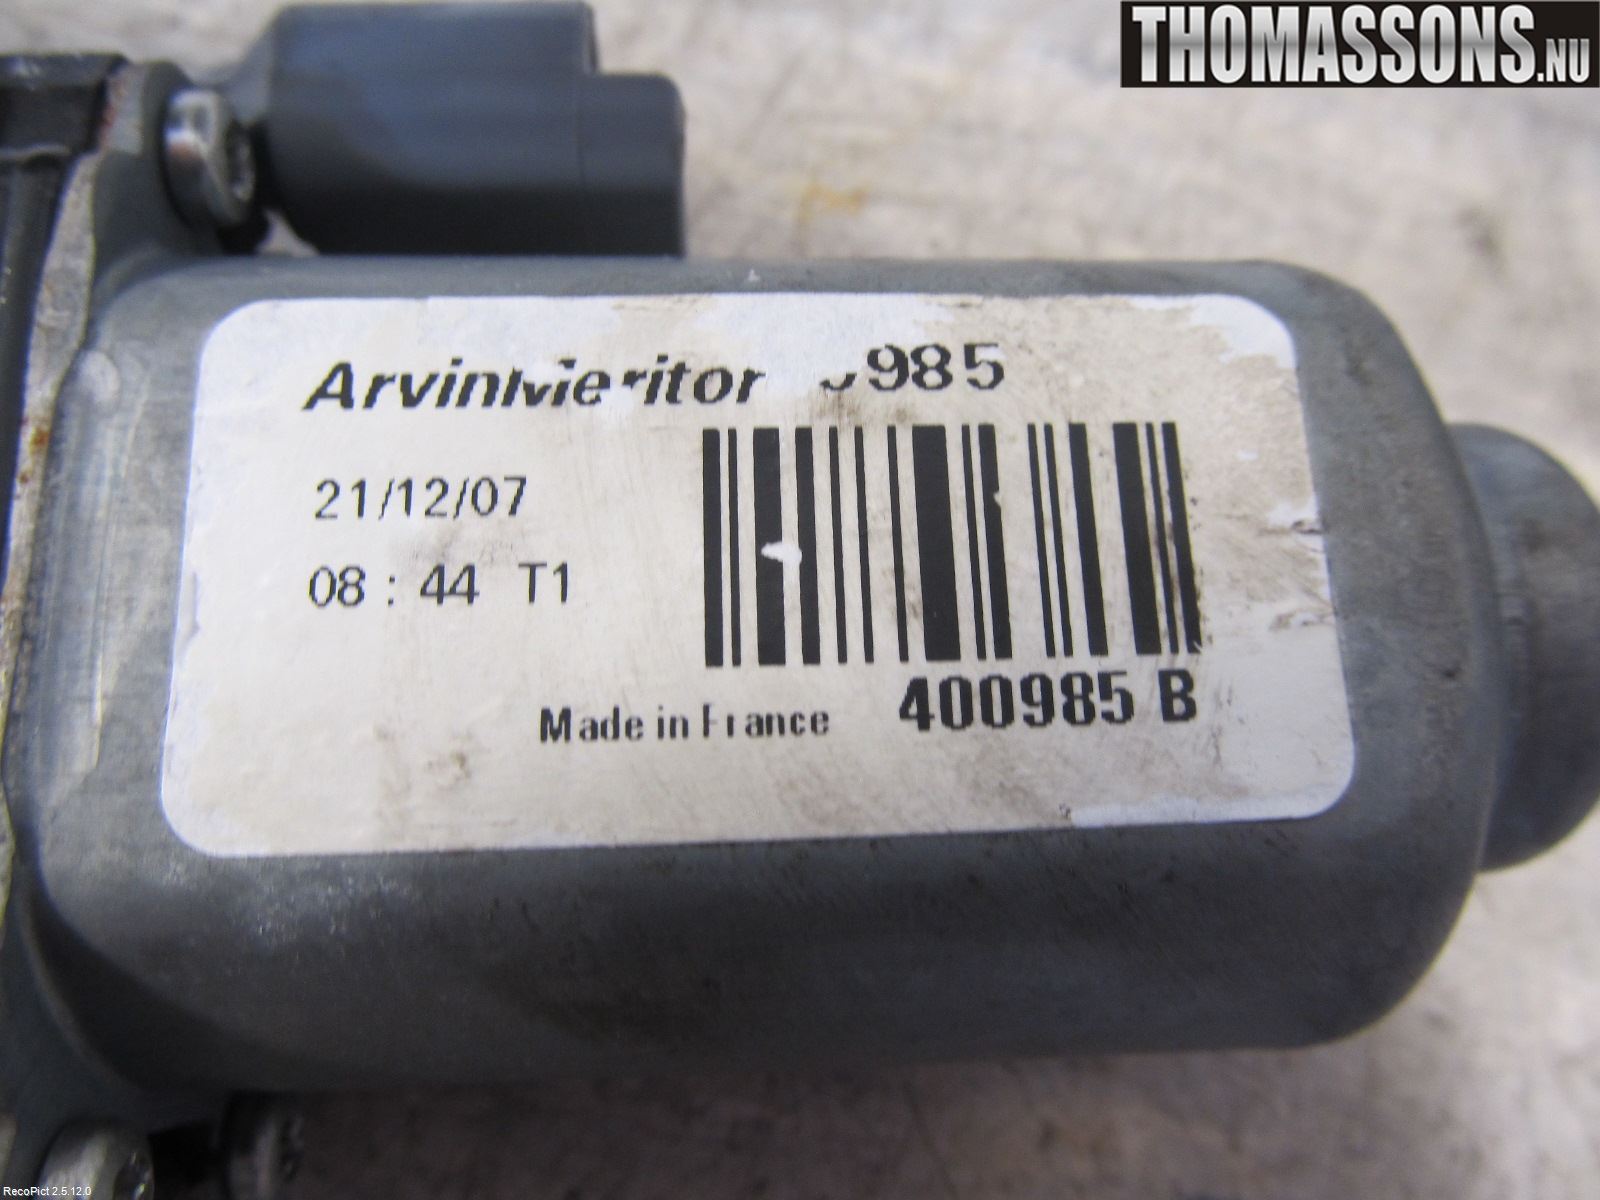 THOMASSONS.NU
ArvinMeritor 985
21/12/07
08 : 44 T1
400985 B
Made in France
RecoPict 2.5.12.0